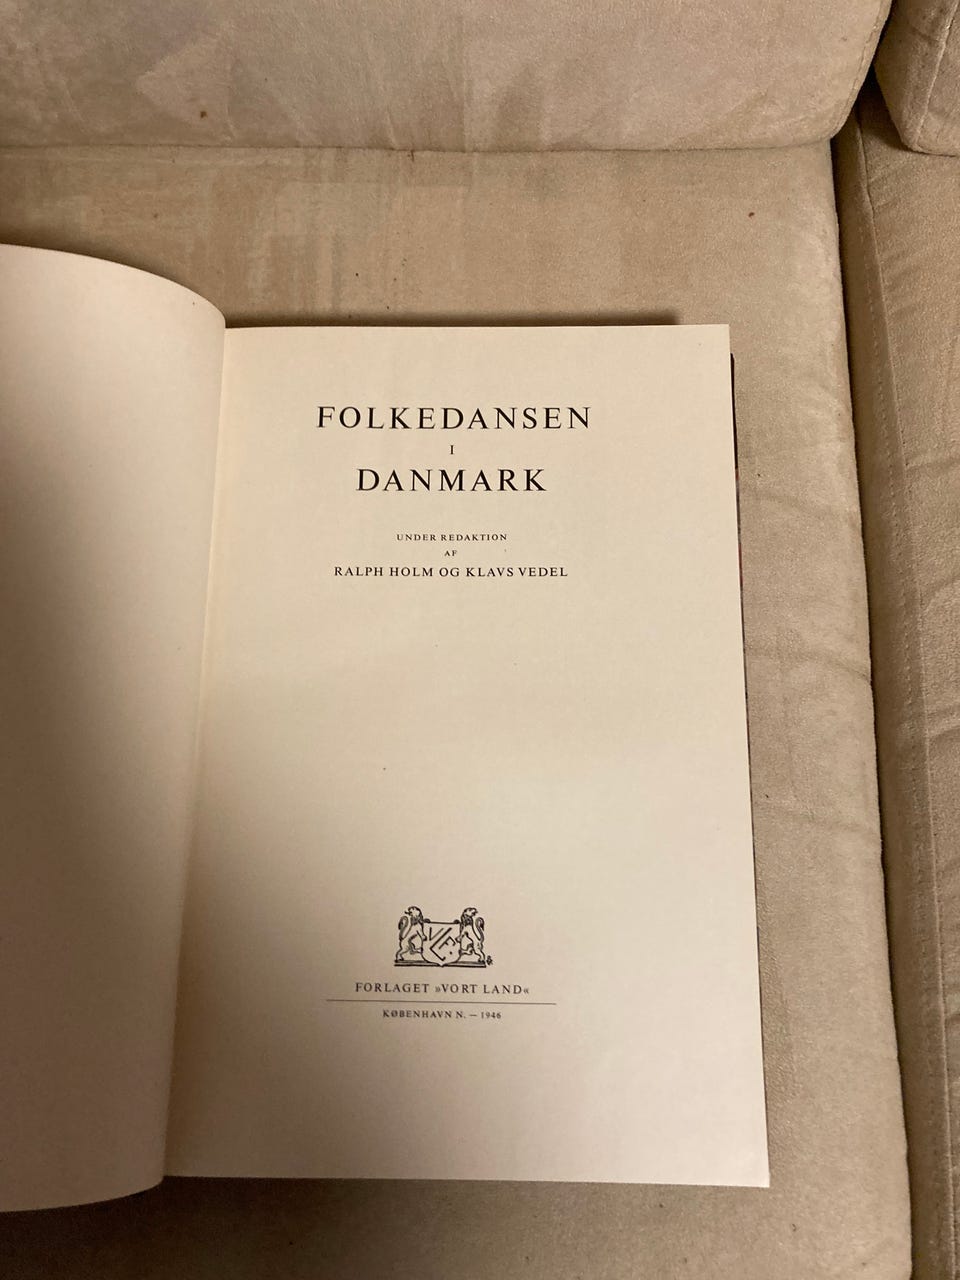 FOLKEDANSEN
I
DANMARK
UNDER REDAKTION
AF
RALPH HOLM OG KLAVS VEDEL
FORLAGET »VORT LAND«
KØBENHAVN N. — 1946